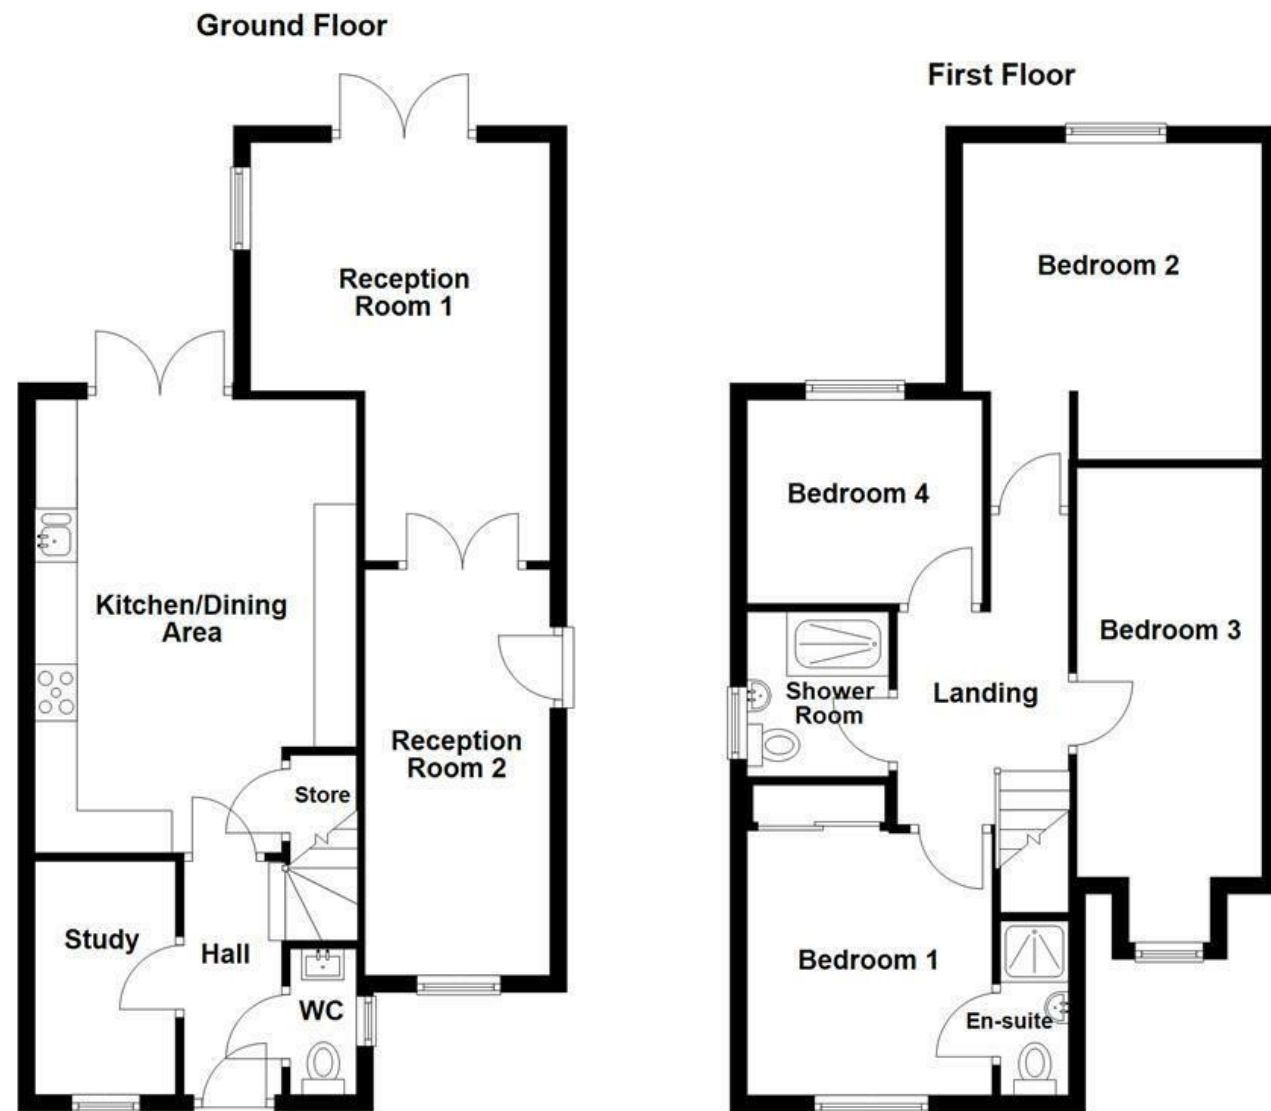 Ground Floor
Reception
Room 1
Kitchen/Dining
Area
Reception
Room 2
Store
Study
Hall
WC
First Floor
Bedroom 2
Bedroom 4
Bedroom 3
Shower
Room
Landing
Bedroom 1
En-suite